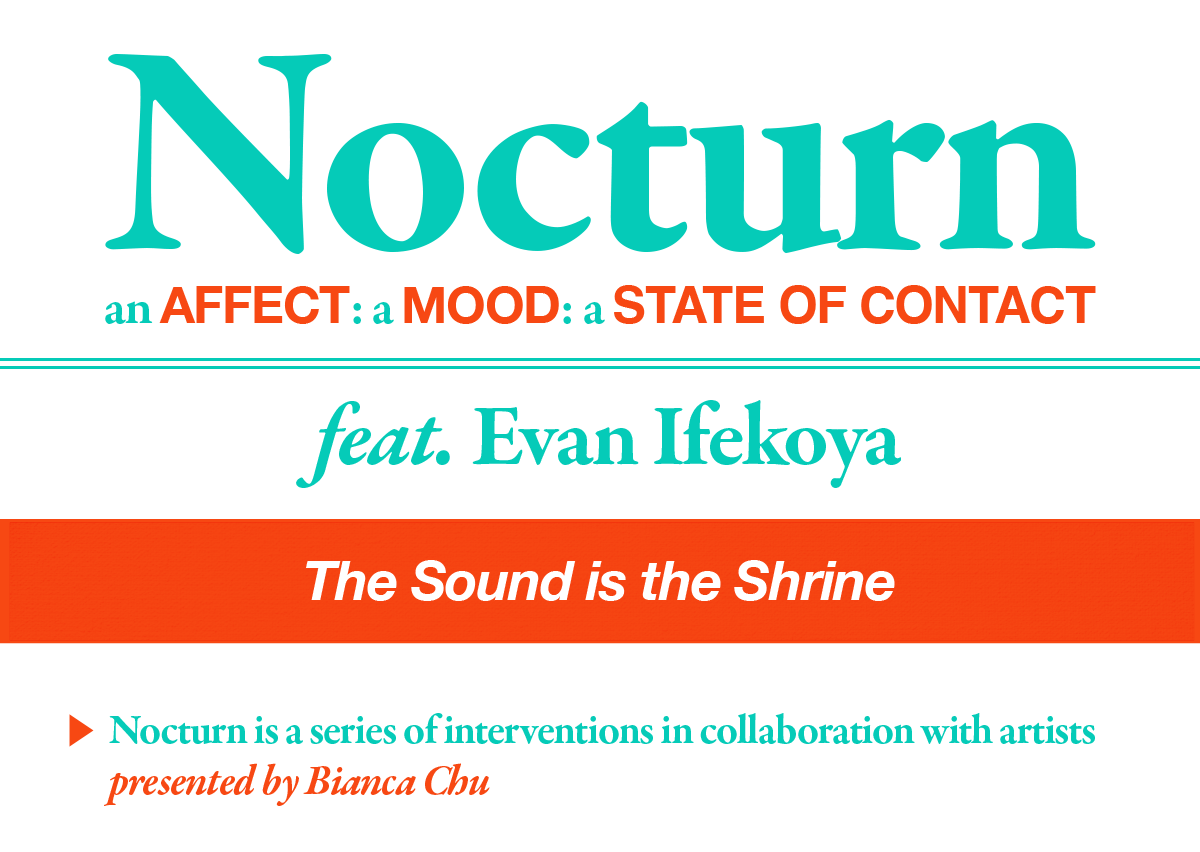 Nocturn
an AFFECT: a MOOD: a STATE OF CONTACT
feat. Evan Ifekoya
The Sound is the Shrine
Nocturn is a series of interventions in collaboration with artists
presented by Bianca Chu